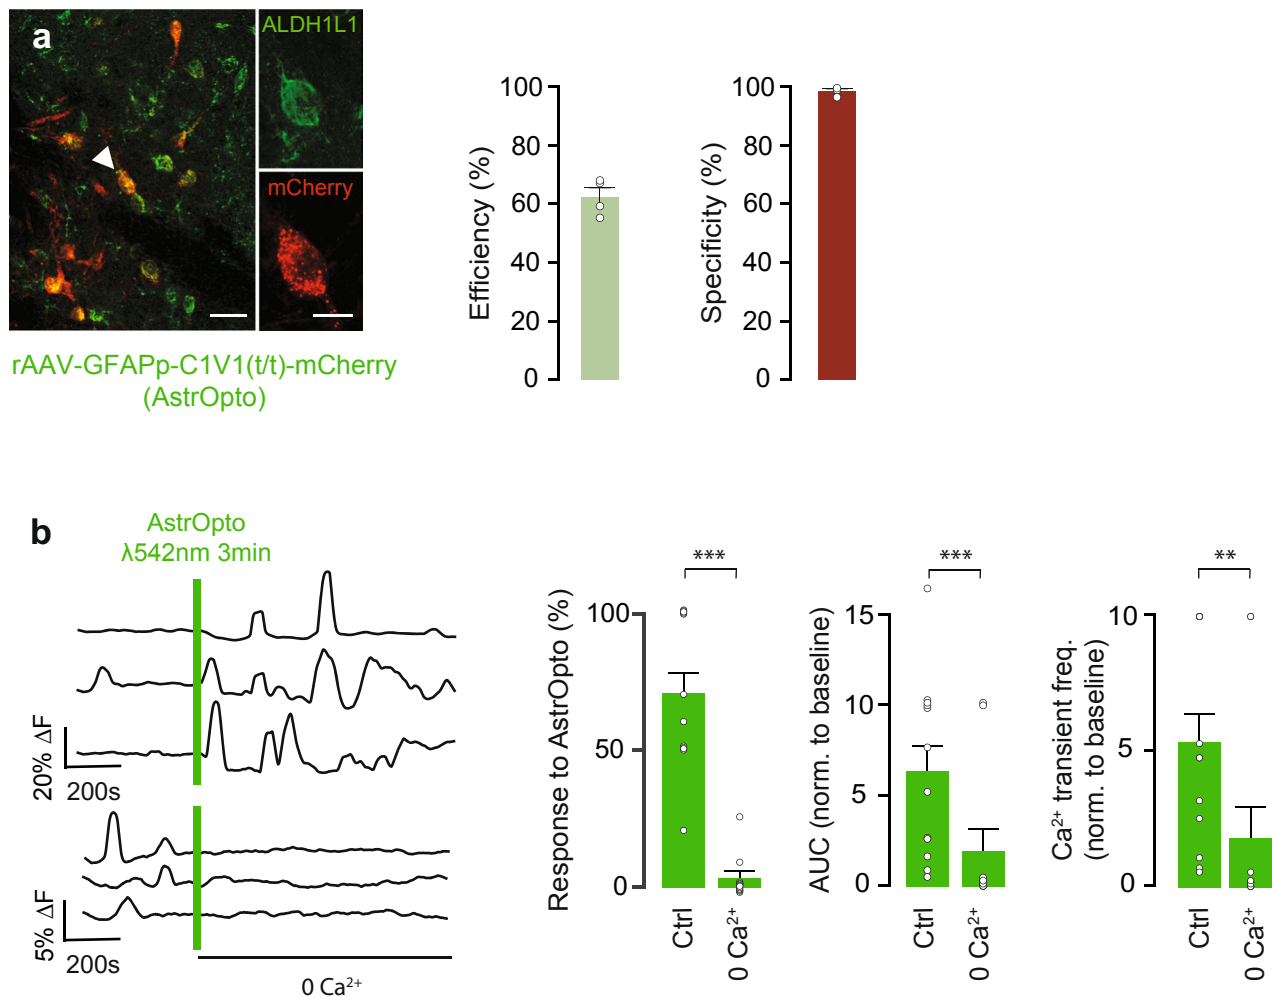 a
ALDH1L1
mCherry
rAAV-GFAPp-C1V1(t/t)-mCherry
(AstrOpto)
Efficiency (%)
100
80
60
40
20
0
Specificity (%)
100
80
60
40
20
0
b
AstrOpto
λ542nm 3min
20% ΔF
200s
5% ΔF
200s
0 Ca²⁺
Response to AstrOpto (%)
100
50
0
***
Ctrl
0 Ca²⁺
AUC (norm. to baseline)
15
10
5
0
***
Ctrl
0 Ca²⁺
Ca²⁺ transient freq.
(norm. to baseline)
10
5
0
**
Ctrl
0 Ca²⁺